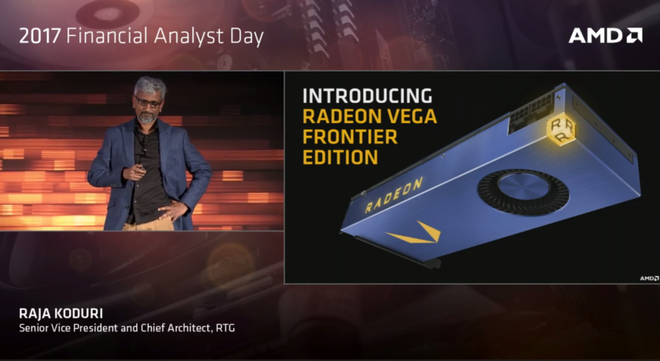 2017 Financial Analyst Day
AMD
INTRODUCING
RADEON VEGA
FRONTIER
EDITION
R R
RADEON
AMD
RAJA KODURI
Senior Vice President and Chief Architect, RTG